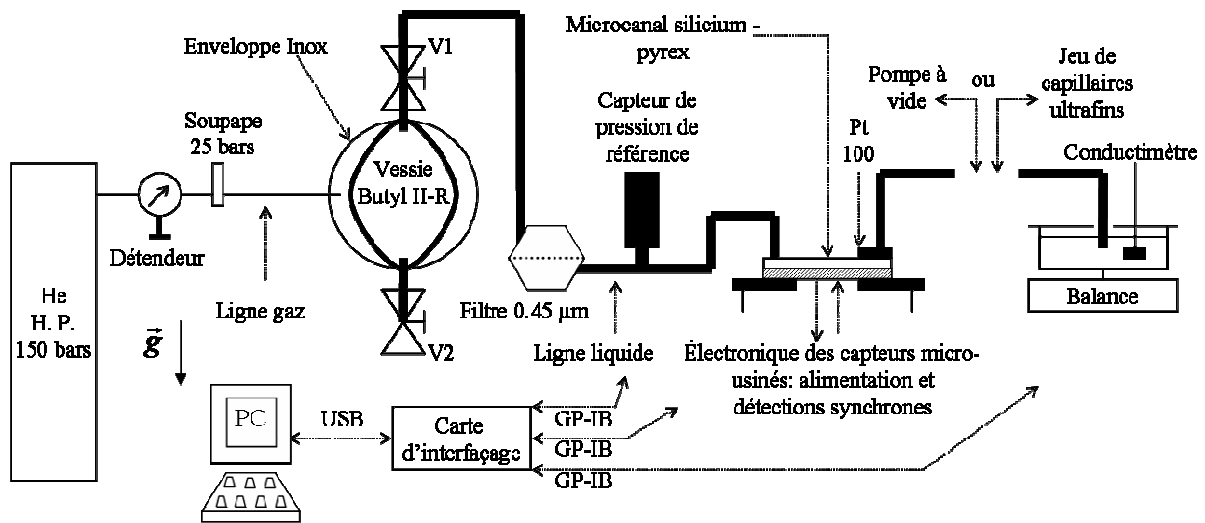 Enveloppe Inox
V1
Microcanal silicium -
pyrex
Pompe à
vide
ou
Jeu de
capillaires
ultrafins
Soupape
25 bars
Capteur de
pression de
référence
Pt
100
Conductimètre
Vessie
Butyl II-R
Détendeur
He
H. P.
150 bars
Ligne gaz
Filtre 0.45 µm
Balance
g
V2
Ligne liquide
Électronique des capteurs micro-
usinés: alimentation et
détections synchrones
PC
USB
Carte
d'interfaçage
GP-IB
GP-IB
GP-IB